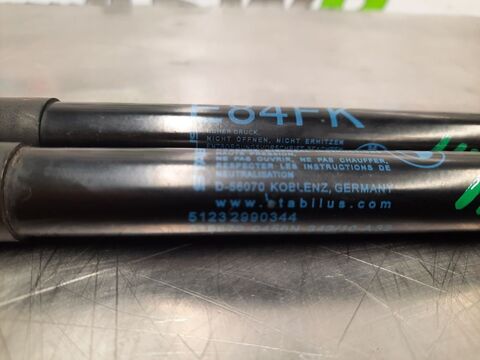 E84FK
HOHER DRUCK.
NICHT ÖFFNEN, NICHT ERHITZEN
NE PAS OUVRIR, NE PAS CHAUFFER,
RESPECTER LES INSTRUCTIONS DE
NEUTRALISATION
D-56070 KOBLENZ, GERMANY
www.stabilus.com
51232990344